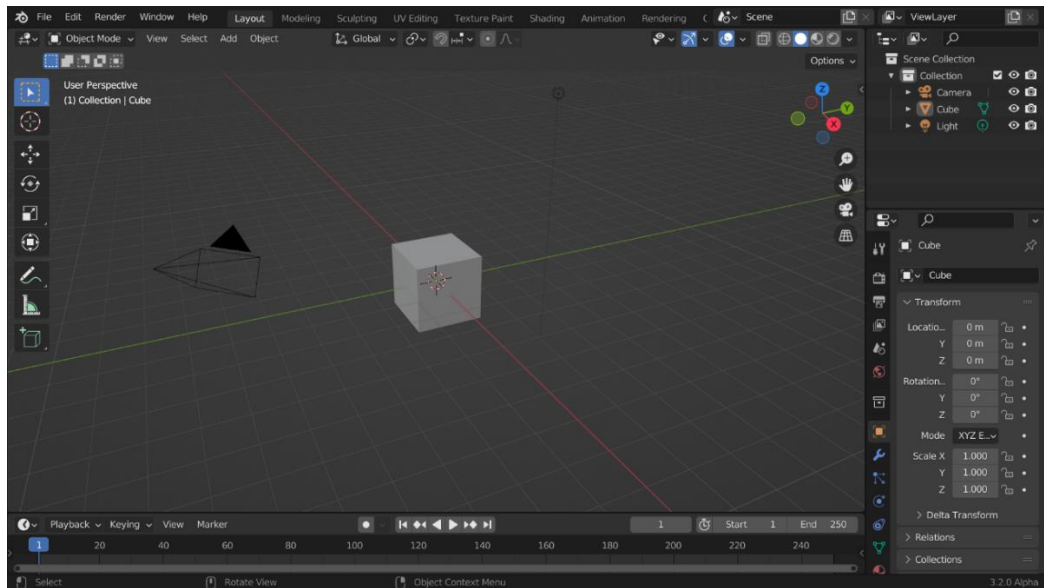 File Edit Render Window Help Layout Modeling Sculpting UV Editing Texture Paint Shading Animation Rendering Scene ViewLayer
Object Mode View Select Add Object Global
Options
User Perspective
(1) Collection | Cube
Z
Y
X
Scene Collection
Collection
Camera
Cube
Light
Cube
Cube
Transform
Locatio... 0 m
Y 0 m
Z 0 m
Rotation... 0°
Y 0°
Z 0°
Mode XYZ E...
Scale X 1.000
Y 1.000
Z 1.000
Delta Transform
Relations
Collections
Playback Keying View Marker 1 Start 1 End 250
1 20 40 60 80 100 120 140 160 180 200 220 240
Select Rotate View Object Context Menu 3.2.0 Alpha